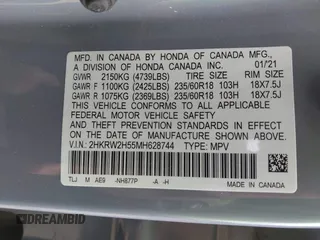 MFD. IN CANADA BY HONDA OF CANADA MFG.,
A DIVISION OF HONDA CANADA INC. 01/21
GVWR 2150KG (4739LBS) TIRE SIZE RIM SIZE
GAWR F 1100KG (2425LBS) 235/60R18 103H 18X7.5J
GAWR R 1075KG (2369LBS) 235/60R18 103H 18X7.5J
THIS VEHICLE CONFORMS TO ALL APPLICABLE
FEDERAL MOTOR VEHICLE SAFETY
STANDARDS IN EFFECT ON THE
DATE OF MANUFACTURE SHOWN ABOVE.
V.I.N: 2HKRW2H55MH628744 TYPE: MPV
TLJ M AE9 -NH877P -A -H
MADE IN CANADA
DREAMBID